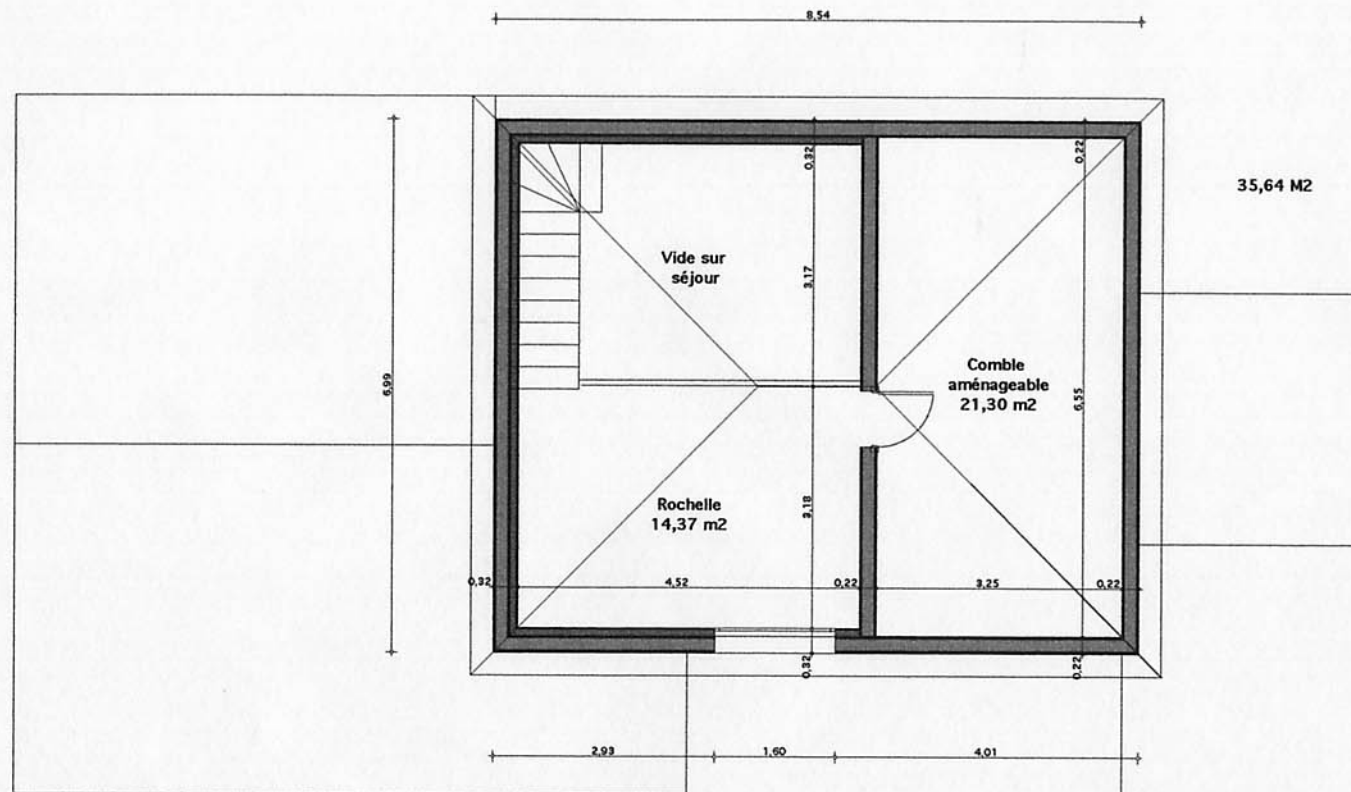 8,54
35,64 M2
0,32
0,22
Vide sur
séjour
3,17
6,99
Comble
aménageable
21,30 m2
6,55
Rochelle
14,37 m2
3,18
0,32
4,52
0,22
3,25
0,22
0,32
0,22
2,93
1,60
4,01